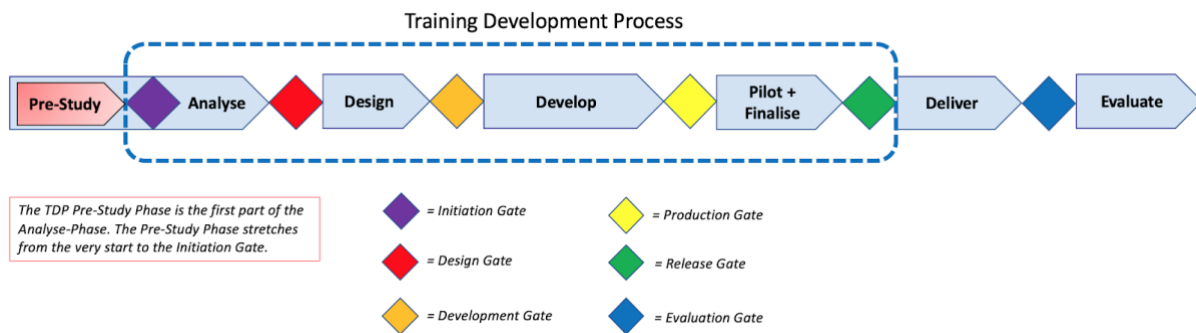 Training Development Process
Pre-Study
Analyse
Design
Develop
Pilot +
Finalise
Deliver
Evaluate
The TDP Pre-Study Phase is the first part of the
Analyse-Phase. The Pre-Study Phase stretches
from the very start to the Initiation Gate.
= Initiation Gate
= Production Gate
= Design Gate
= Release Gate
= Development Gate
= Evaluation Gate